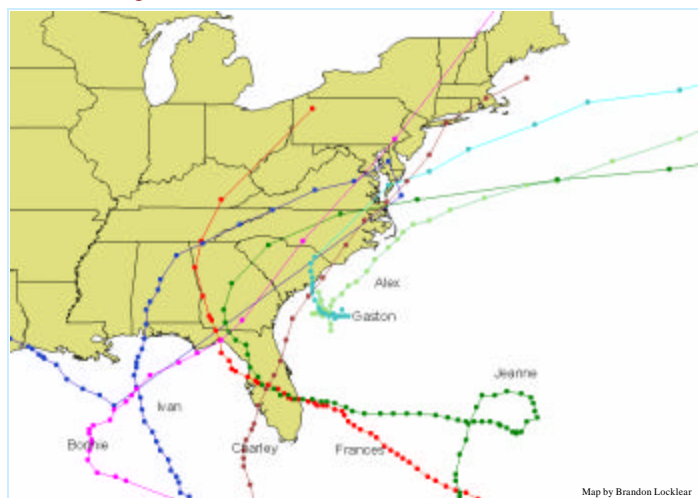 Alex
Gaston
Jeanne
Ivan
Bonnie
Charley
Frances
Map by Brandon Locklear